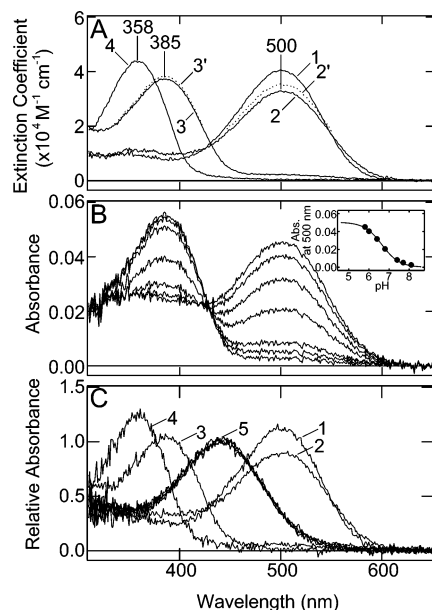 A
358
385
500
4
3'
3
1
2'
2
Extinction Coefficient
(x10⁴ M⁻¹ cm⁻¹)
6
4
2
0
B
Absorbance
0.06
0.04
0.02
0.00
Abs.
at 500 nm
0.06
0.04
0.02
0.00
5 6 7 8
pH
C
Relative Absorbance
1.5
1.0
0.5
0.0
4
3
5
1
2
400 500 600
Wavelength (nm)